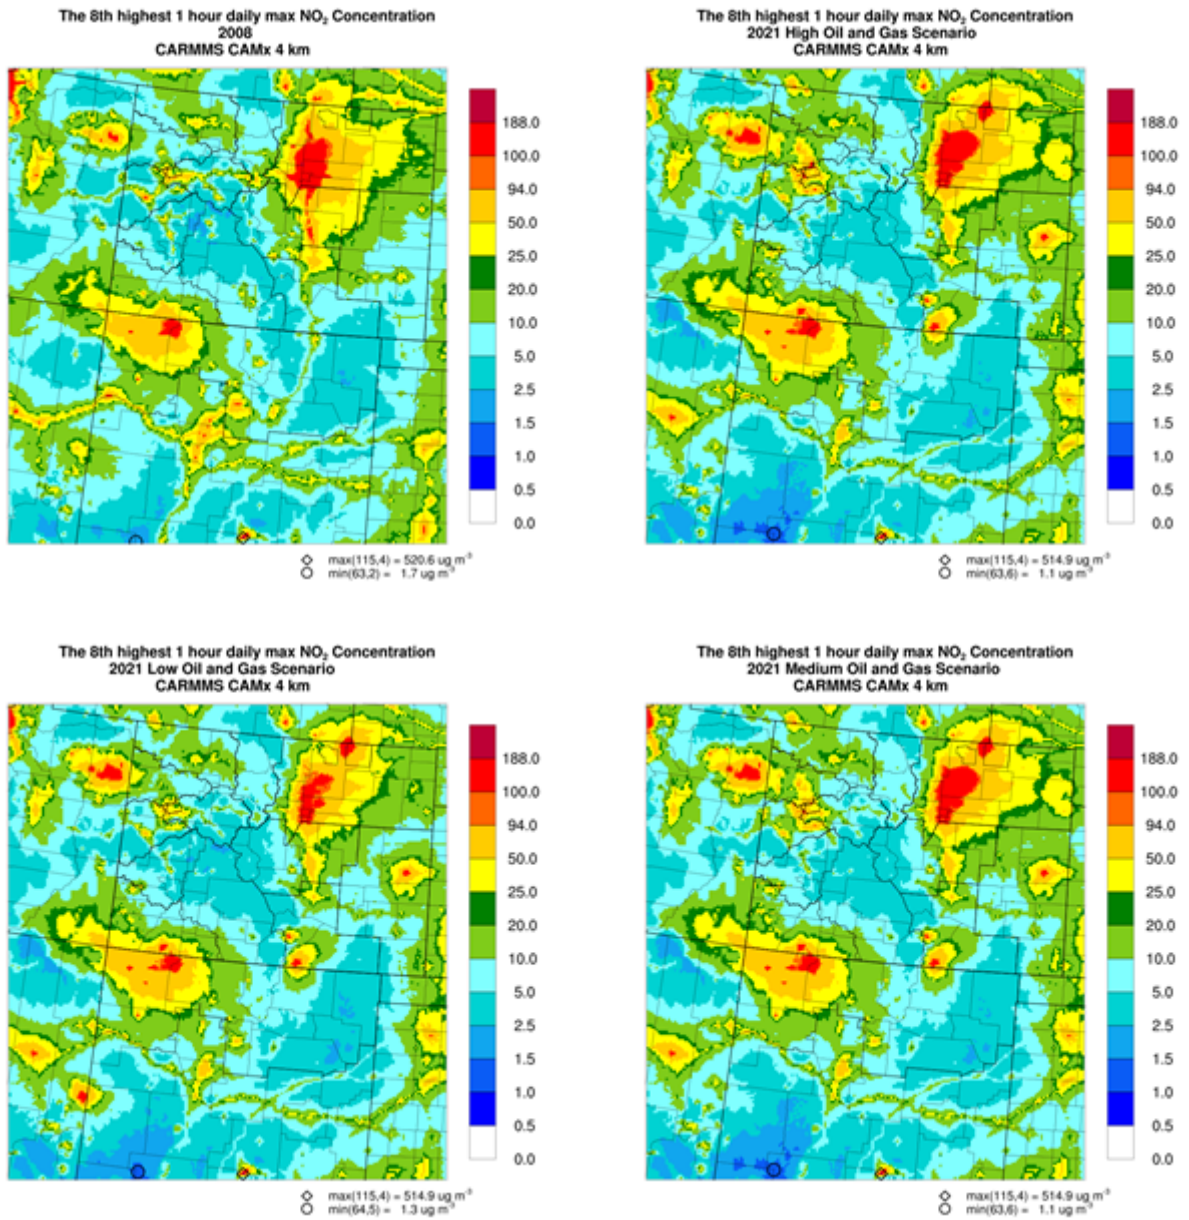 The 8th highest 1 hour daily max NO₂ Concentration
2008
CARMMS CAMx 4 km
188.0
100.0
94.0
50.0
25.0
20.0
10.0
5.0
2.5
1.5
1.0
0.5
0.0
max(115,4) = 520.6 ug m⁻³
min(63,2) = 1.7 ug m⁻³
The 8th highest 1 hour daily max NO₂ Concentration
2021 High Oil and Gas Scenario
CARMMS CAMx 4 km
188.0
100.0
94.0
50.0
25.0
20.0
10.0
5.0
2.5
1.5
1.0
0.5
0.0
max(115,4) = 514.9 ug m⁻³
min(63,6) = 1.1 ug m⁻³
The 8th highest 1 hour daily max NO₂ Concentration
2021 Low Oil and Gas Scenario
CARMMS CAMx 4 km
188.0
100.0
94.0
50.0
25.0
20.0
10.0
5.0
2.5
1.5
1.0
0.5
0.0
max(115,4) = 514.9 ug m⁻³
min(64,5) = 1.3 ug m⁻³
The 8th highest 1 hour daily max NO₂ Concentration
2021 Medium Oil and Gas Scenario
CARMMS CAMx 4 km
188.0
100.0
94.0
50.0
25.0
20.0
10.0
5.0
2.5
1.5
1.0
0.5
0.0
max(115,4) = 514.9 ug m⁻³
min(63,6) = 1.1 ug m⁻³